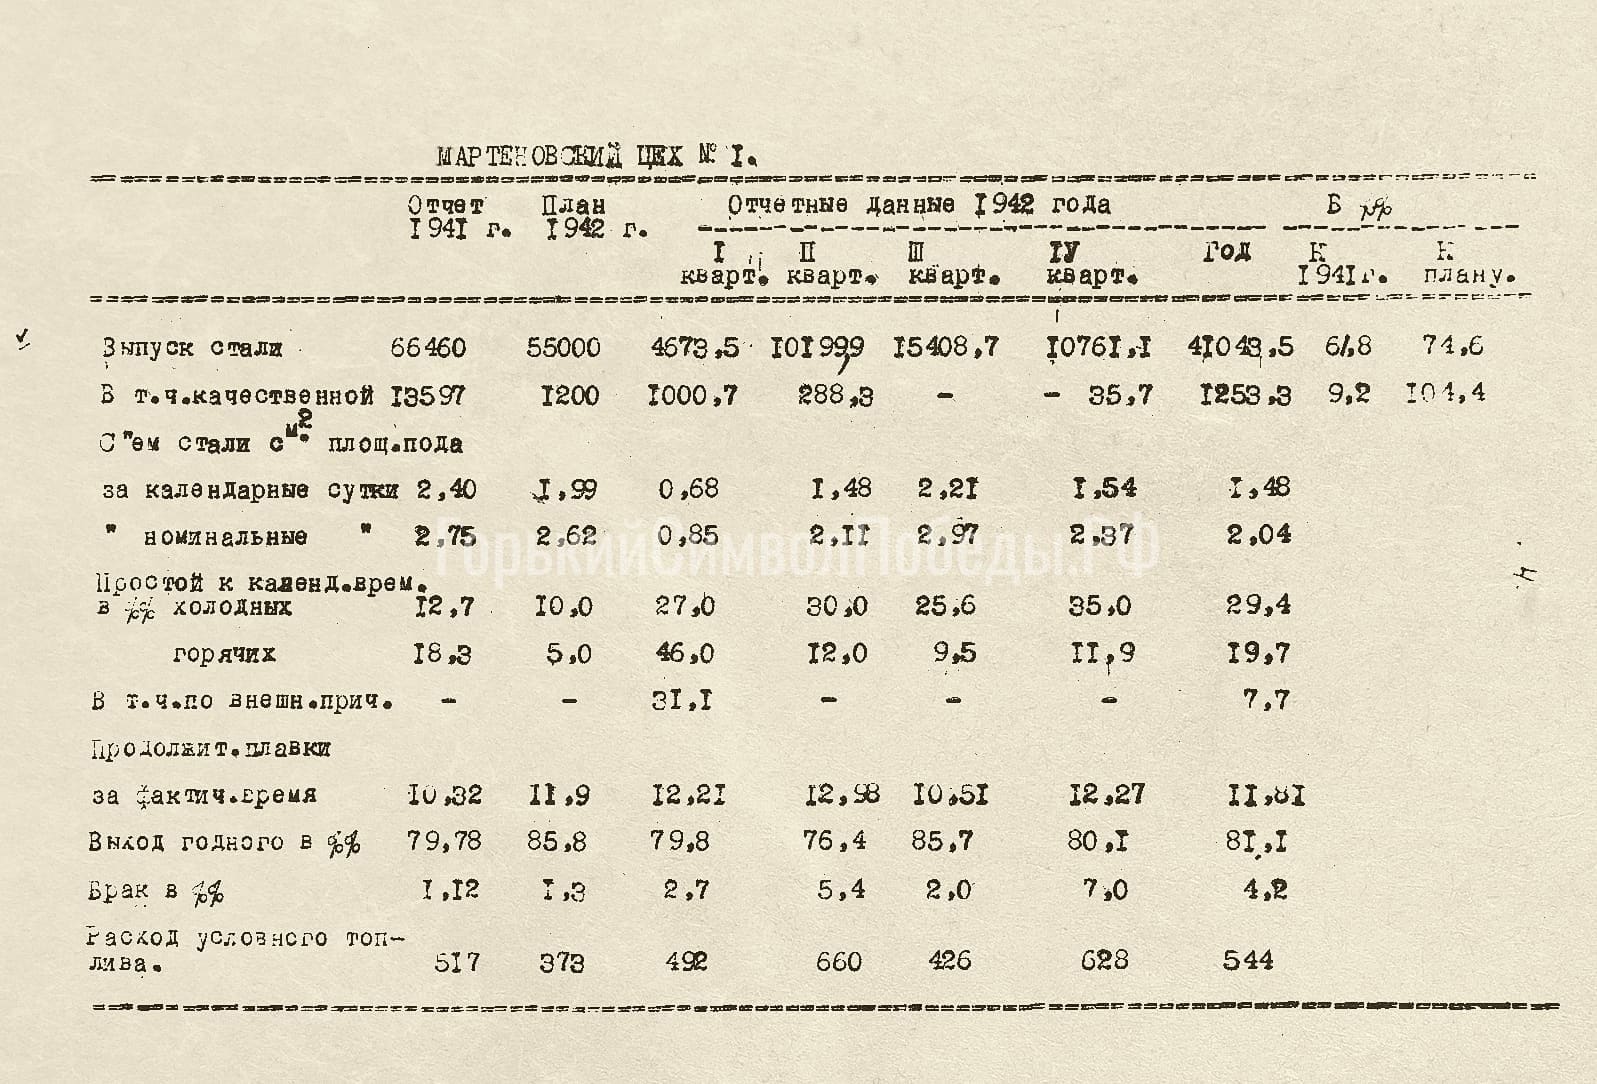 МАРТЕНОВСКИЙ ЦЕХ № I.
Отчет План Отчетные данные I942 года В %%
I94I г. I942 г.
I II III IУ Год К К
кварт. кварт. кварт. кварт. I94Iг. плану.
Выпуск стали 66460 55000 4673,5 I0I99,9 I5408,7 I076I,I 4I043,5 6I,8 74,6
В т.ч.качественной I3597 I200 I000,7 288,3 - - 35,7 I253,3 9,2 I04,4
С"ем стали с м.2 площ.пода
за календарные сутки 2,40 I,99 0,68 I,48 2,2I I,54 I,48
" номинальные " 2,75 2,62 0,85 2,II 2,97 2,37 2,04
ГорькийСимволПобеды.РФ
Простой к календ.врем.
в %% холодных I2,7 I0,0 27,0 30,0 25,6 35,0 29,4
горячих I8,3 5,0 46,0 I2,0 9,5 II,9 I9,7
В т.ч.по внешн.прич. - - 3I,I - - - 7,7
Продолжит.плавки
за фактич.время I0,32 II,9 I2,2I I2,98 I0,5I I2,27 II,8I
Выход годного в %% 79,78 85,8 79,8 76,4 85,7 80,I 8I,I
Брак в %% I,I2 I,3 2,7 5,4 2,0 7,0 4,2
Расход условного топ-
лива. 5I7 373 492 660 426 628 544